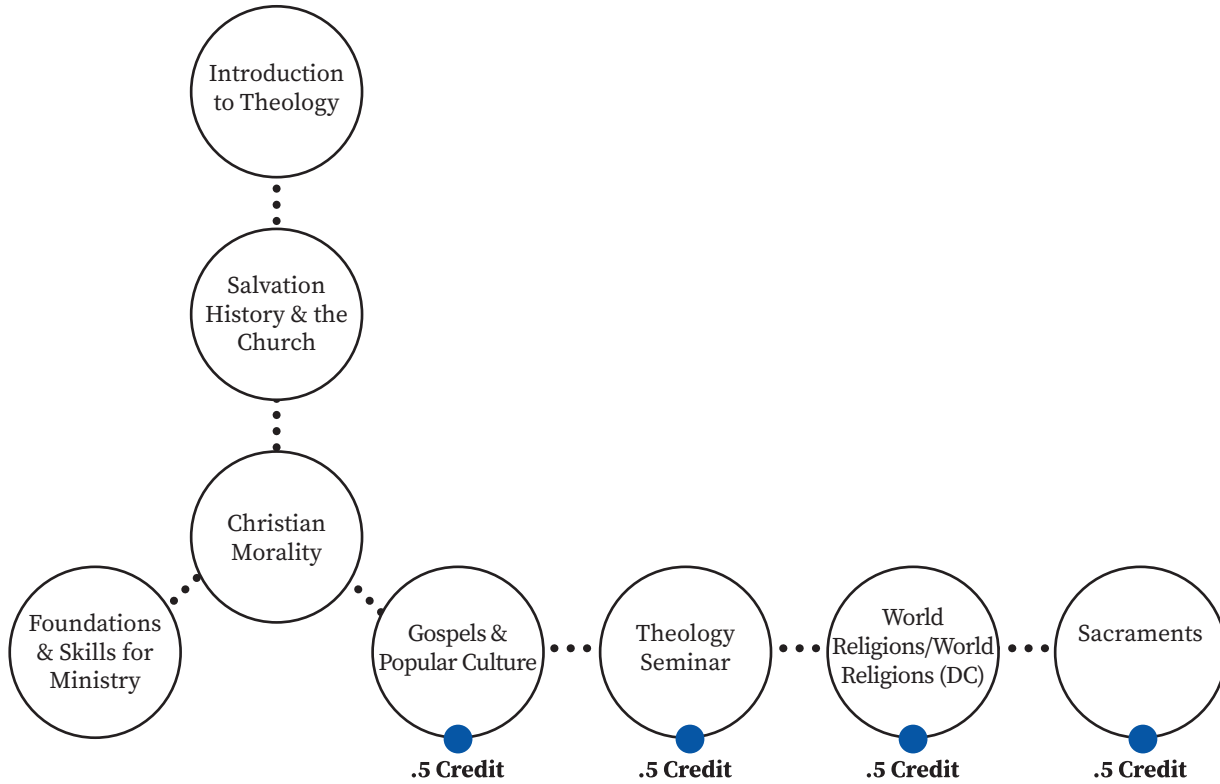 Introduction
to Theology
Salvation
History & the
Church
Christian
Morality
Foundations
& Skills for
Ministry
Gospels &
Popular Culture
Theology
Seminar
World
Religions/World
Religions (DC)
Sacraments
.5 Credit
.5 Credit
.5 Credit
.5 Credit